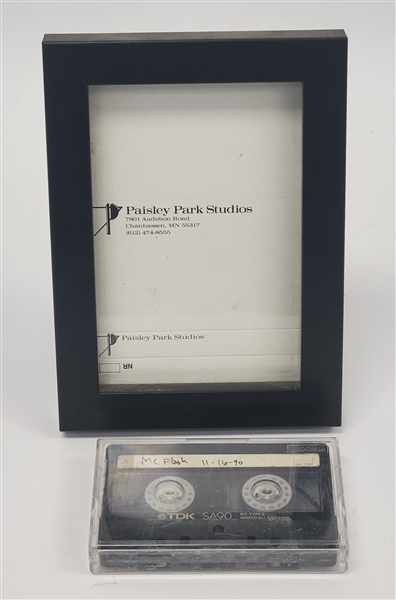 Paisley Park Studios
7801 Audubon Road
Chanhassen, MN 55317
(612) 474-8555
Paisley Park Studios
NR
MC Flash 11-16-90
TDK SA90